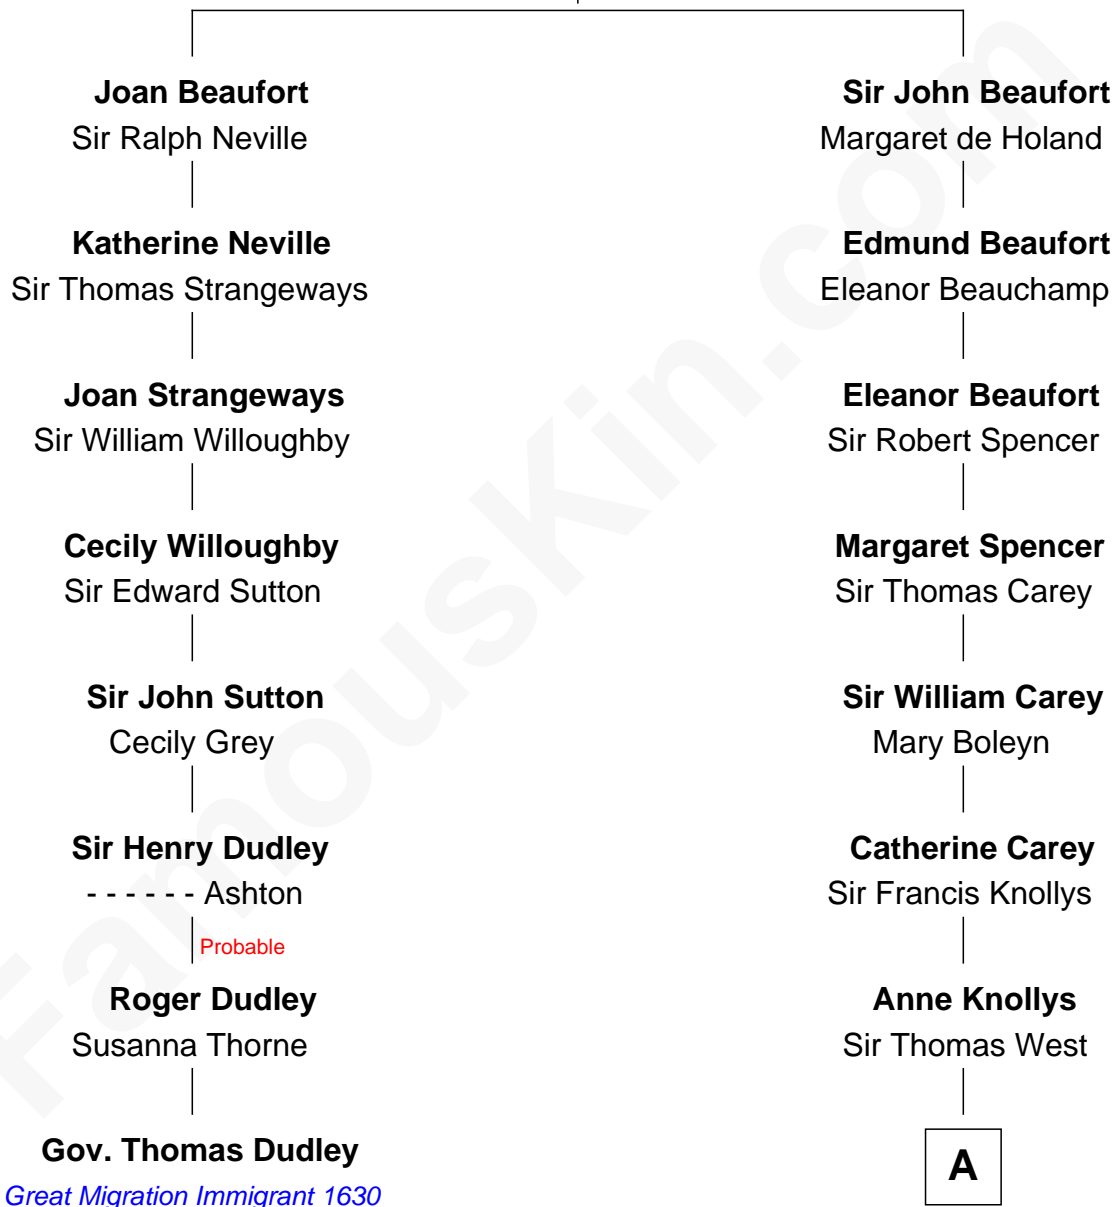 Joan Beaufort
Sir Ralph Neville
Katherine Neville
Sir Thomas Strangeways
Joan Strangeways
Sir William Willoughby
Cecily Willoughby
Sir Edward Sutton
Sir John Sutton
Cecily Grey
Sir Henry Dudley
- - - - - - Ashton
Probable
Roger Dudley
Susanna Thorne
Gov. Thomas Dudley
Great Migration Immigrant 1630
Sir John Beaufort
Margaret de Holand
Edmund Beaufort
Eleanor Beauchamp
Eleanor Beaufort
Sir Robert Spencer
Margaret Spencer
Sir Thomas Carey
Sir William Carey
Mary Boleyn
Catherine Carey
Sir Francis Knollys
Anne Knollys
Sir Thomas West
A
FamousKin.com